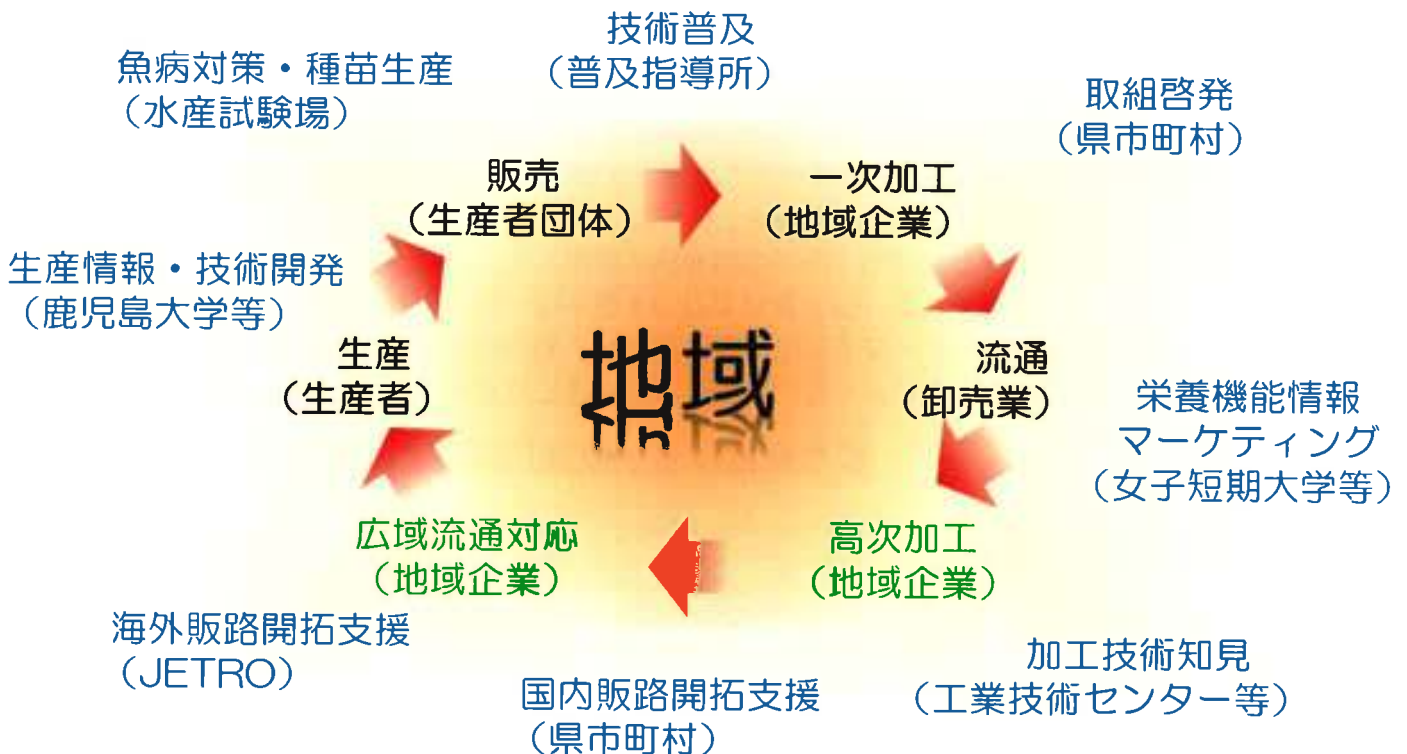 技術普及
（普及指導所）
魚病対策・種苗生産
（水産試験場）
取組啓発
（県市町村）
販売
（生産者団体）
一次加工
（地域企業）
生産情報・技術開発
（鹿児島大学等）
生産
（生産者）
地域
流通
（卸売業）
栄養機能情報
マーケティング
（女子短期大学等）
広域流通対応
（地域企業）
高次加工
（地域企業）
海外販路開拓支援
（JETRO）
国内販路開拓支援
（県市町村）
加工技術知見
（工業技術センター等）